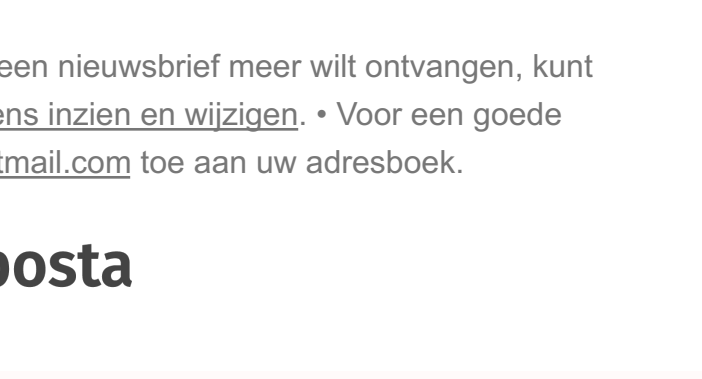 een nieuwsbrief meer wilt ontvangen, kunt
ens inzien en wijzigen. • Voor een goede
tmail.com toe aan uw adresboek.
posta